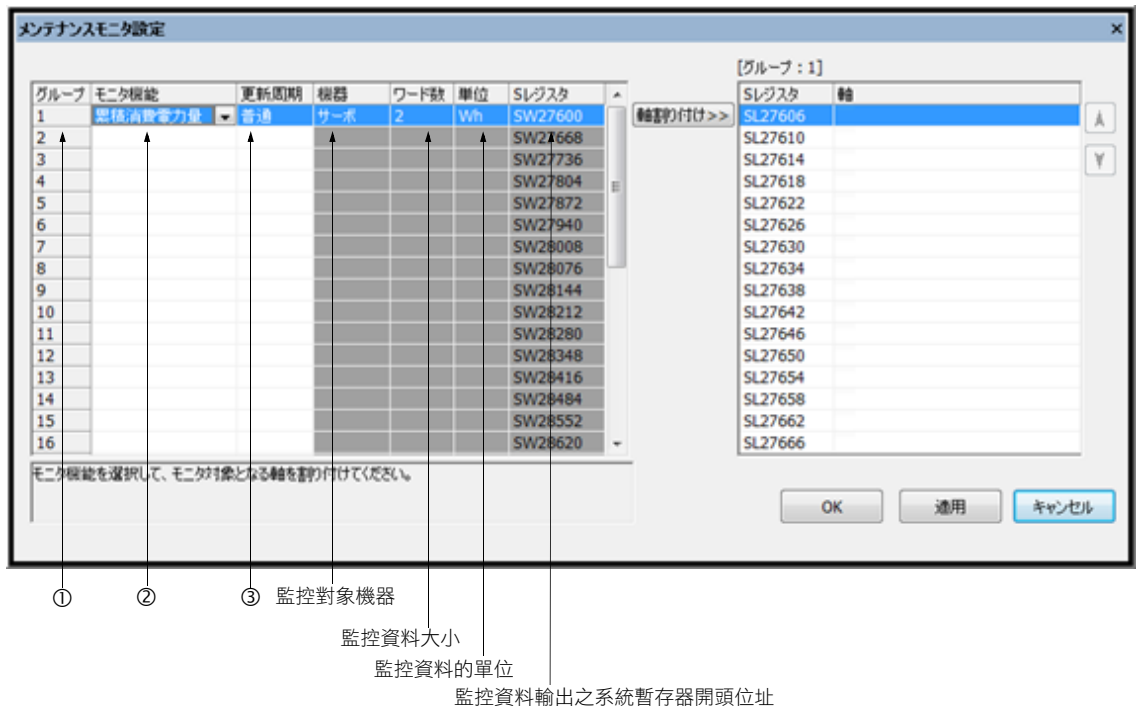 メンテナンスモニタ設定
[グループ : 1]
グループ モニタ機能 更新周期 機器 ワード数 単位 SLジスタ
1 累積消費電力量 普通 サーボ 2 Wh SW27600
2 SW27668
3 SW27736
4 SW27804
5 SW27872
6 SW27940
7 SW28008
8 SW28076
9 SW28144
10 SW28212
11 SW28280
12 SW28348
13 SW28416
14 SW28484
15 SW28552
16 SW28620
軸割り付け>>
SLジスタ 軸
SL27606
SL27610
SL27614
SL27618
SL27622
SL27626
SL27630
SL27634
SL27638
SL27642
SL27646
SL27650
SL27654
SL27658
SL27662
SL27666
モニタ機能を選択して、モニタ対象となる軸を割り付けてください。
OK 適用 キャンセル
① ② ③ 監控對象機器
監控資料大小
監控資料的單位
監控資料輸出之系統暫存器開頭位址